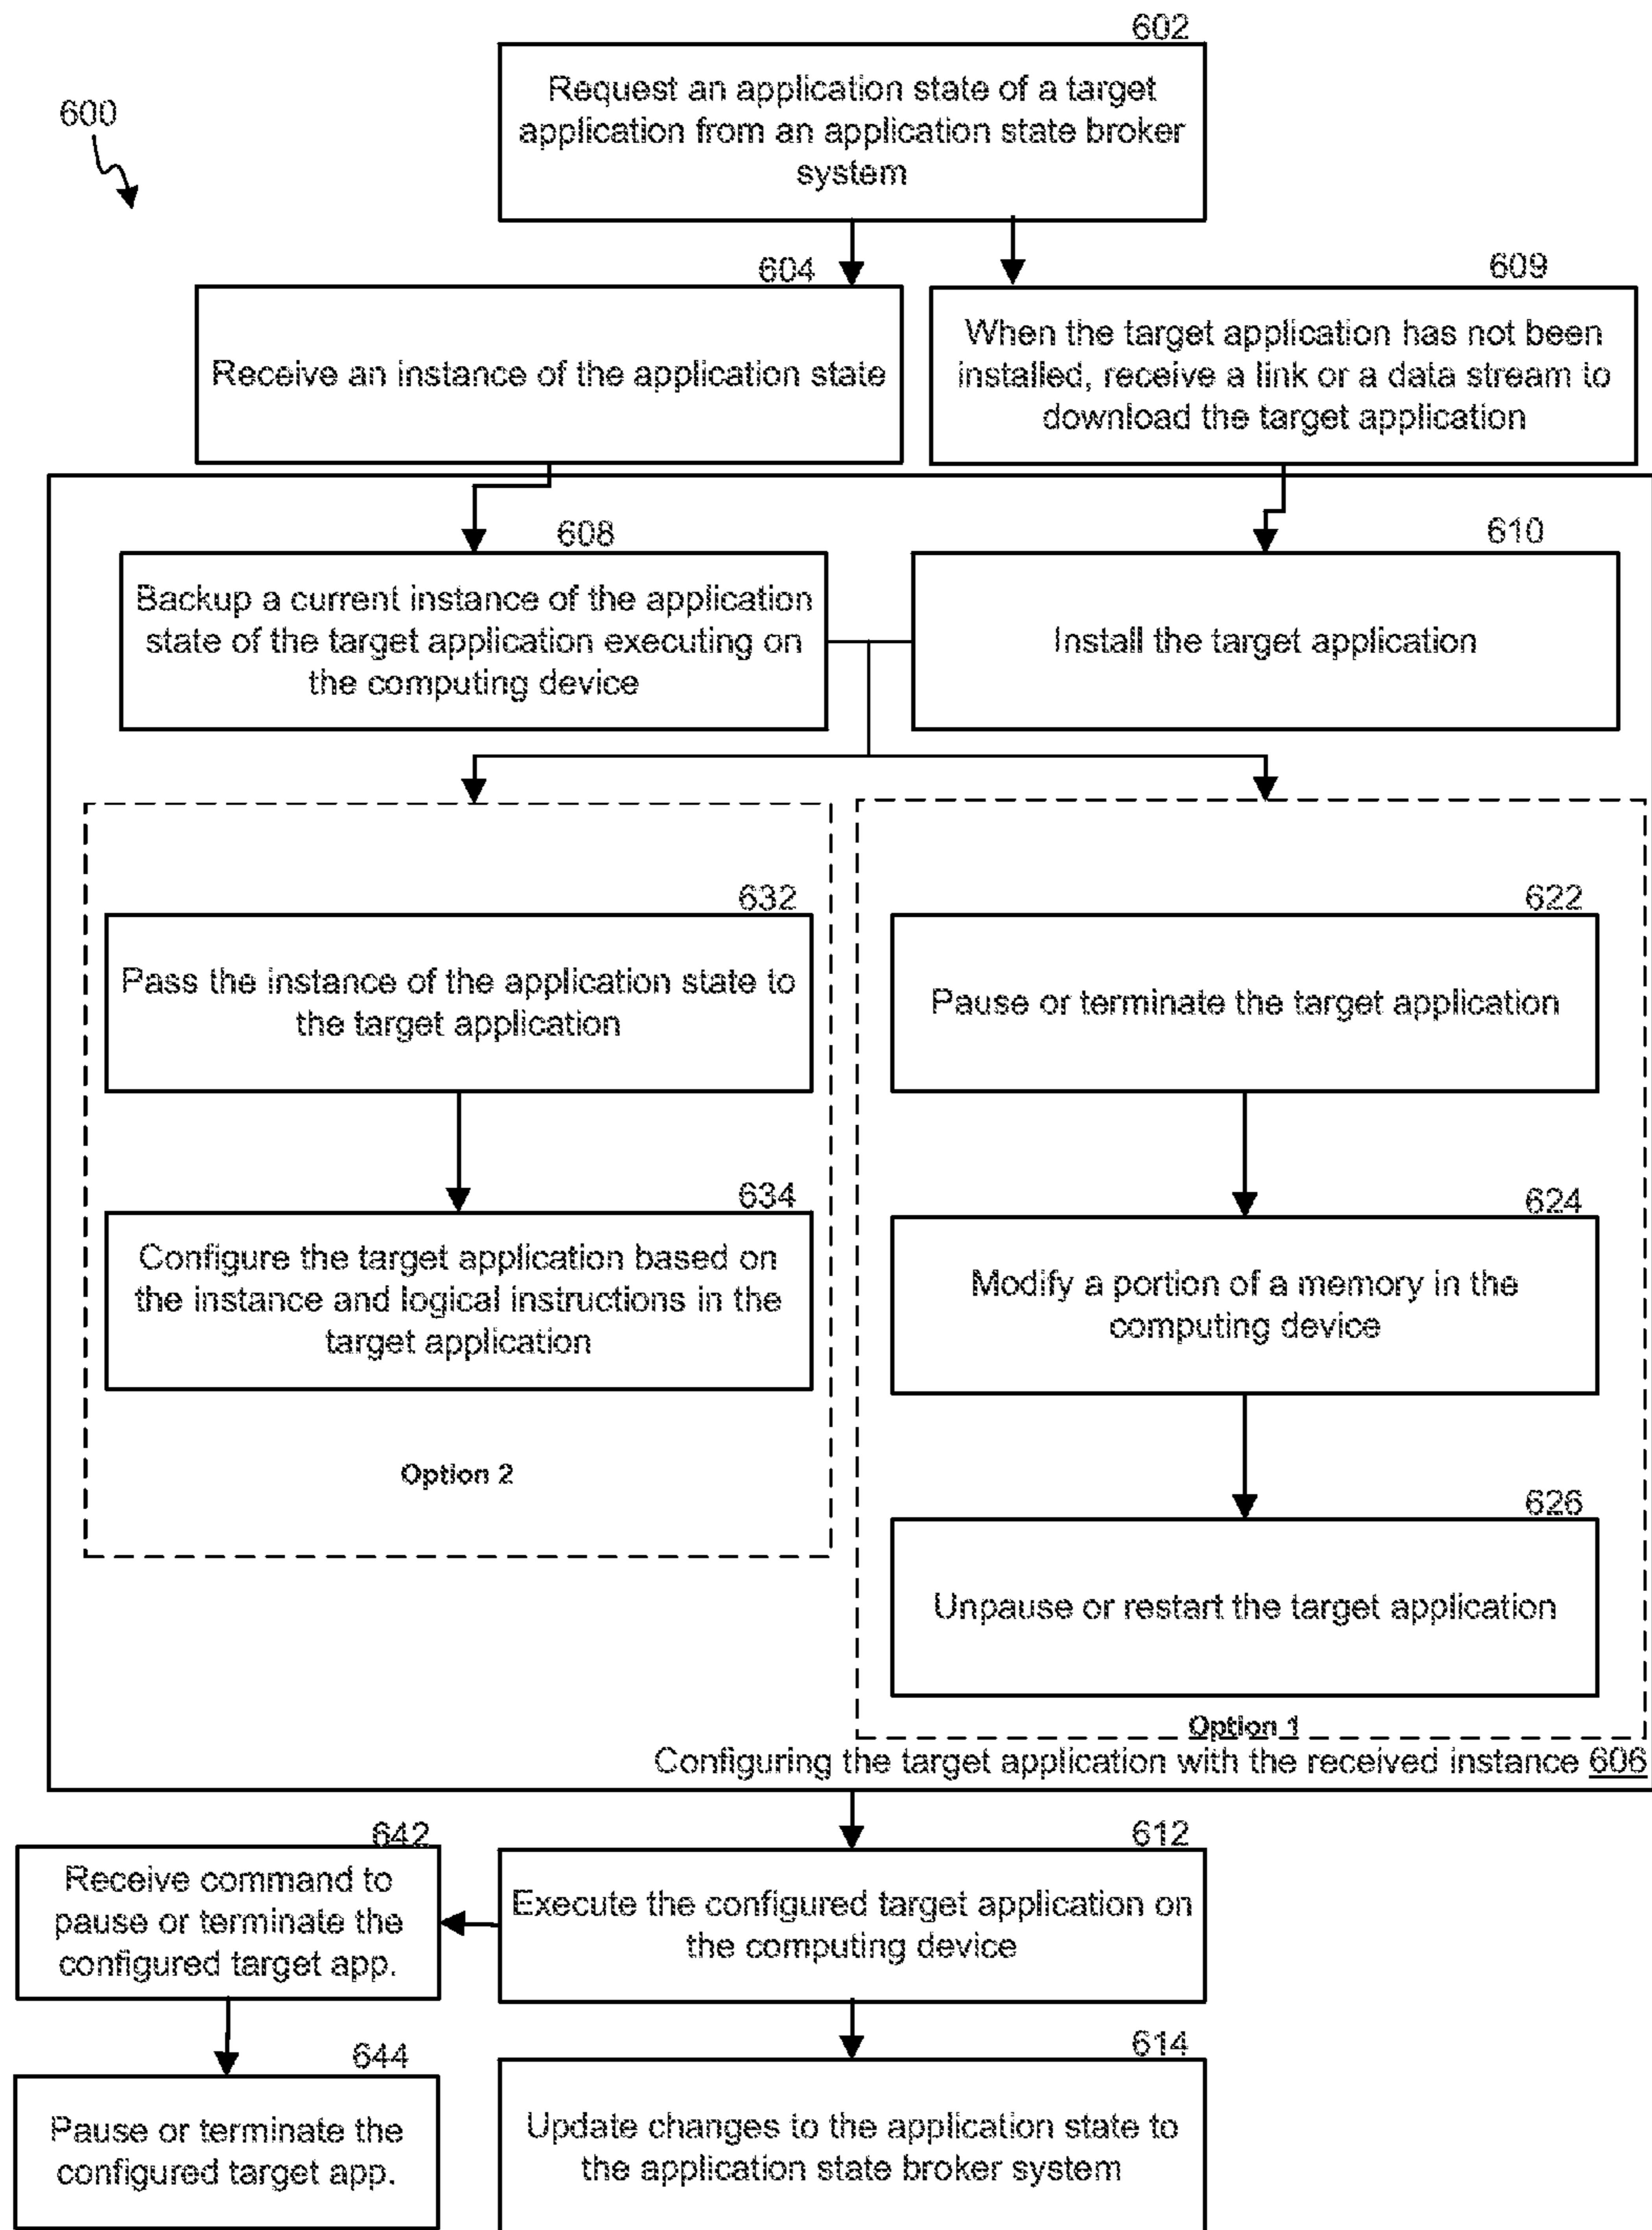 602
Request an application state of a target
application from an application state broker
system
600
604
Receive an instance of the application state
609
When the target application has not been
installed, receive a link or a data stream to
download the target application
608
Backup a current instance of the application
state of the target application executing on
the computing device
610
Install the target application
632
Pass the instance of the application state to
the target application
634
Configure the target application based on
the instance and logical instructions in the
target application
Option 2
622
Pause or terminate the target application
624
Modify a portion of a memory in the
computing device
626
Unpause or restart the target application
Option 1
Configuring the target application with the received instance 606
642
Receive command to
pause or terminate the
configured target app.
612
Execute the configured target application on
the computing device
644
Pause or terminate the
configured target app.
614
Update changes to the application state to
the application state broker system